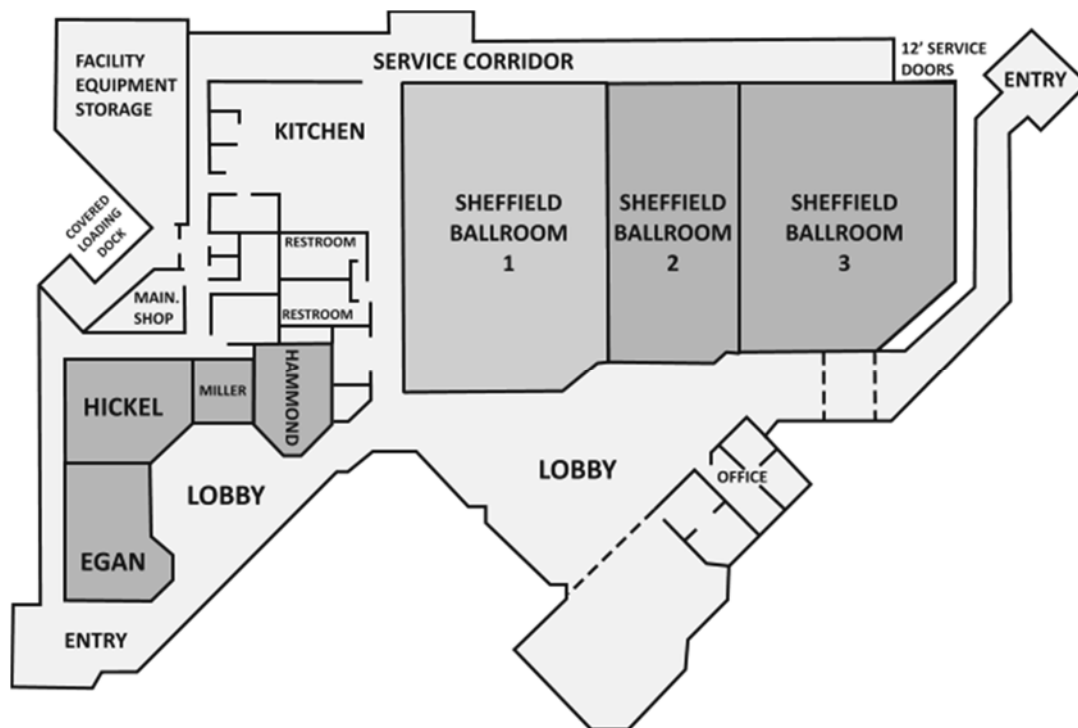 FACILITY
EQUIPMENT
STORAGE
SERVICE CORRIDOR
12' SERVICE
DOORS
ENTRY
KITCHEN
SHEFFIELD
BALLROOM
1
SHEFFIELD
BALLROOM
2
SHEFFIELD
BALLROOM
3
COVERED
LOADING
DOCK
RESTROOM
MAIN.
SHOP
RESTROOM
HICKEL
MILLER
HAMMOND
LOBBY
LOBBY
OFFICE
EGAN
ENTRY